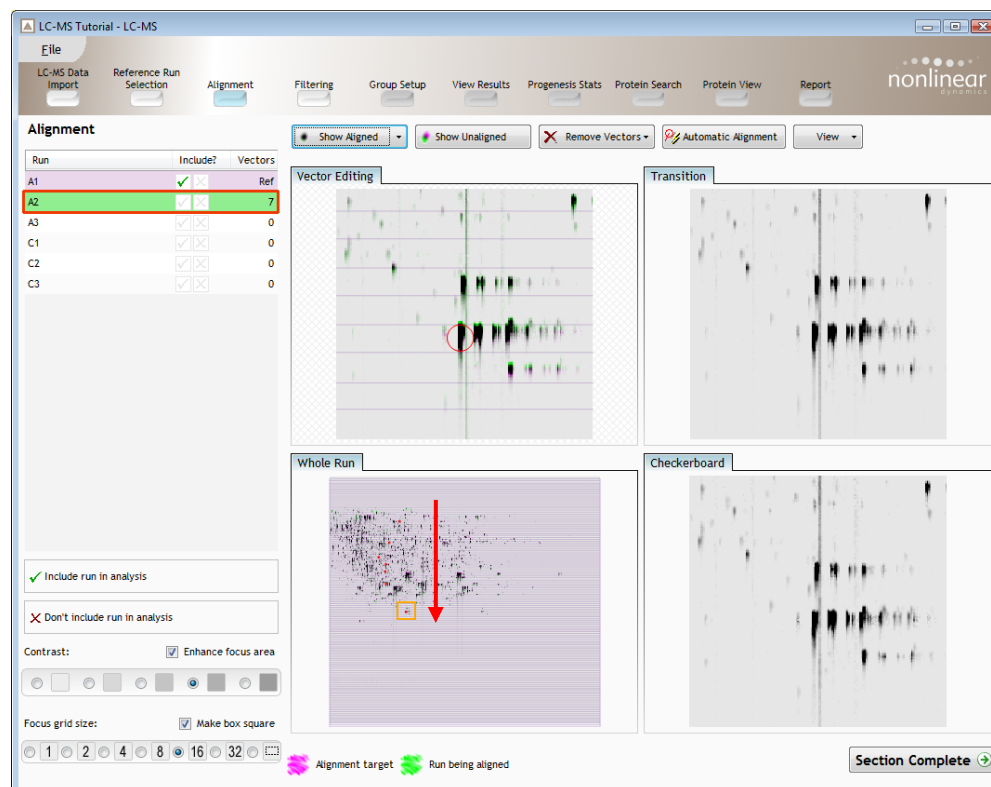 LC-MS Tutorial - LC-MS
File
LC-MS Data Import
Reference Run Selection
Alignment
Filtering
Group Setup
View Results
Progenesis Stats
Protein Search
Protein View
Report
nonlinear
dynamics
Alignment
Show Aligned
Show Unaligned
Remove Vectors
Automatic Alignment
View
Run Include? Vectors
A1 Ref
A2 7
A3 0
C1 0
C2 0
C3 0
Vector Editing
Transition
Whole Run
Checkerboard
Include run in analysis
Don't include run in analysis
Contrast: Enhance focus area
Focus grid size: Make box square
1 2 4 8 16 32
Alignment target Run being aligned
Section Complete